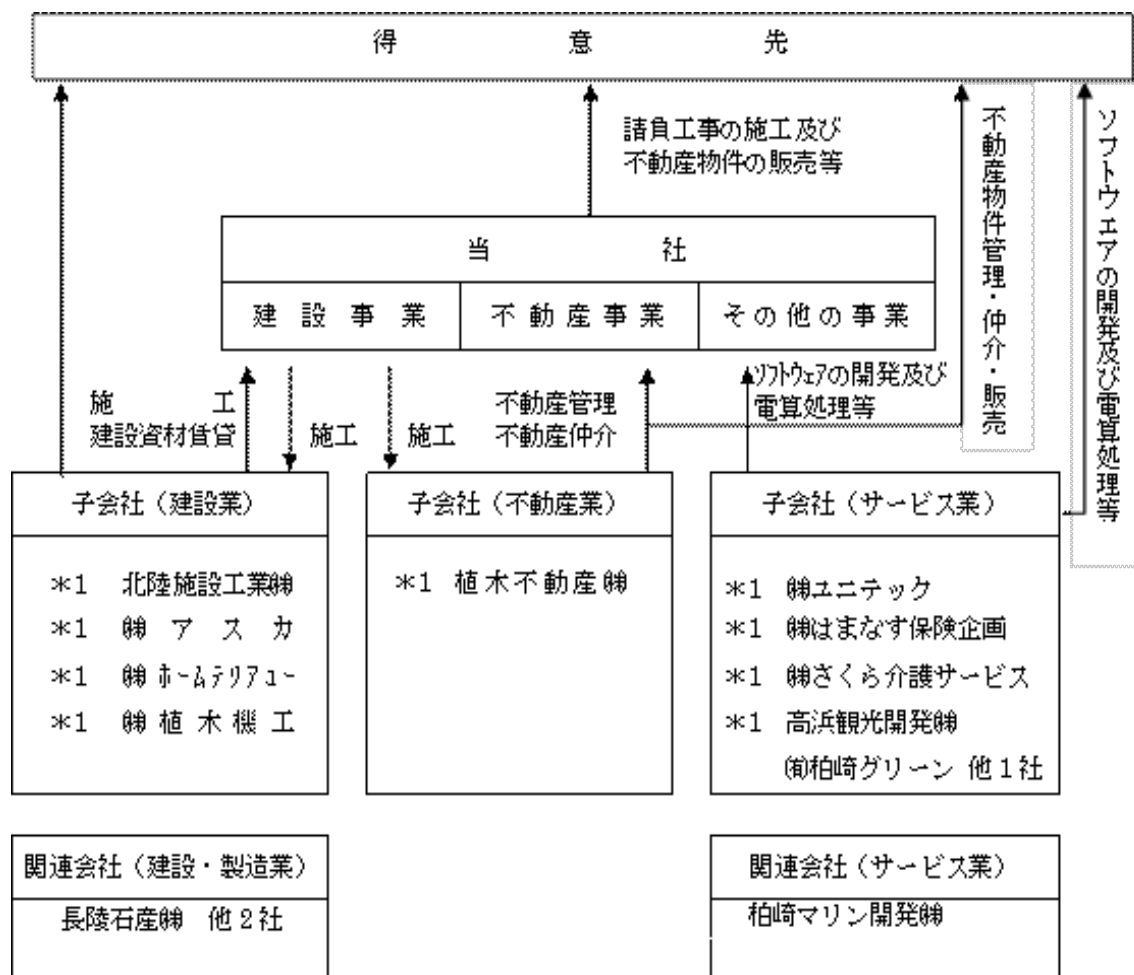 得意先
請負工事の施工及び
不動産物件の販売等
不動産物件管理・仲介・販売
ソフトウエアの開発及び電算処理等
当社
建設事業
不動産事業
その他の事業
施工
建設資材賃貸
施工
施工
不動産管理
不動産仲介
ｿﾌﾄｳｪｱの開発及び
電算処理等
子会社（建設業）
*1 北陸施設工業㈱
*1 ㈱アスカ
*1 ㈱ﾎｰﾑﾃﾘｱｭｰ
*1 ㈱植木機工
子会社（不動産業）
*1 植木不動産㈱
子会社（サービス業）
*1 ㈱ユニテック
*1 ㈱はまなす保険企画
*1 ㈱さくら介護サービス
*1 高浜観光開発㈱
㈲柏崎グリーン 他１社
関連会社（建設・製造業）
長陵石産㈱ 他２社
関連会社（サービス業）
柏崎マリン開発㈱